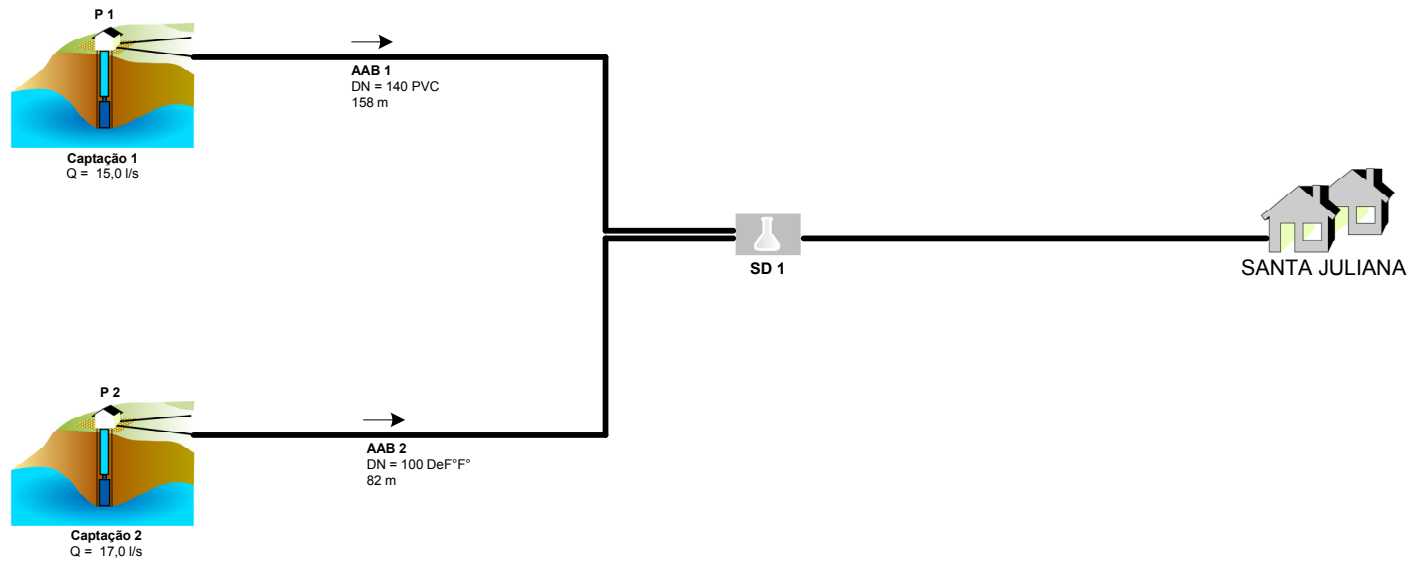 P 1
AAB 1
DN = 140 PVC
158 m
Captação 1
Q = 15,0 l/s
SD 1
SANTA JULIANA
P 2
AAB 2
DN = 100 DeF°F°
82 m
Captação 2
Q = 17,0 l/s